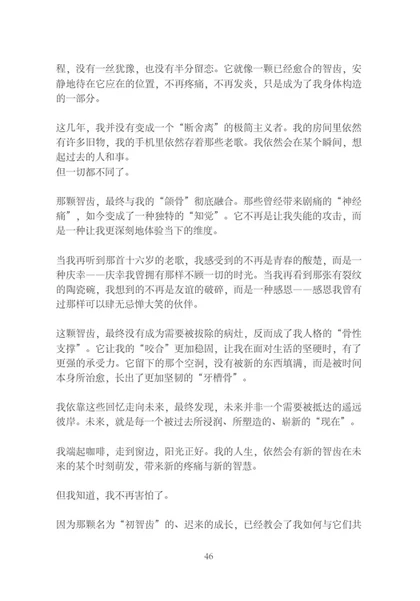 程，没有一丝犹豫，也没有半分留恋。它就像一颗已经愈合的智齿，安
静地待在它应在的位置，不再疼痛，不再发炎，只是成为了我身体构造
的一部分。
这几年，我并没有变成一个“断舍离”的极简主义者。我的房间里依然
有许多旧物，我的手机里依然存着那些老歌。我依然会在某个瞬间，想
起过去的人和事。
但一切都不同了。
那颗智齿，最终与我的“颌骨”彻底融合。那些曾经带来剧痛的“神经
痛”，如今变成了一种独特的“知觉”。它不再是让我失能的攻击，而
是一种让我更深刻地体验当下的维度。
当我再听到那首十六岁的老歌，我感受到的不再是青春的酸楚，而是一
种庆幸——庆幸我曾拥有那样不顾一切的时光。当我再看到那张有裂纹
的陶瓷碗，我想到的不再是友谊的破碎，而是一种感恩——感恩我曾有
过那样可以肆无忌惮大笑的伙伴。
这颗智齿，最终没有成为需要被拔除的病灶，反而成了我人格的“骨性
支撑”。它让我的“咬合”更加稳固，让我在面对生活的坚硬时，有了
更强的承受力。它留下的那个空洞，没有被新的东西填满，而是被时间
本身所治愈，长出了更加坚韧的“牙槽骨”。
我依靠这些回忆走向未来，最终发现，未来并非一个需要被抵达的遥远
彼岸。未来，就是每一个被过去所浸润、所塑造的、崭新的“现在”。
我端起咖啡，走到窗边，阳光正好。我的人生，依然会有新的智齿在未
来的某个时刻萌发，带来新的疼痛与新的智慧。
但我知道，我不再害怕了。
因为那颗名为“初智齿”的、迟来的成长，已经教会了我如何与它们共
46